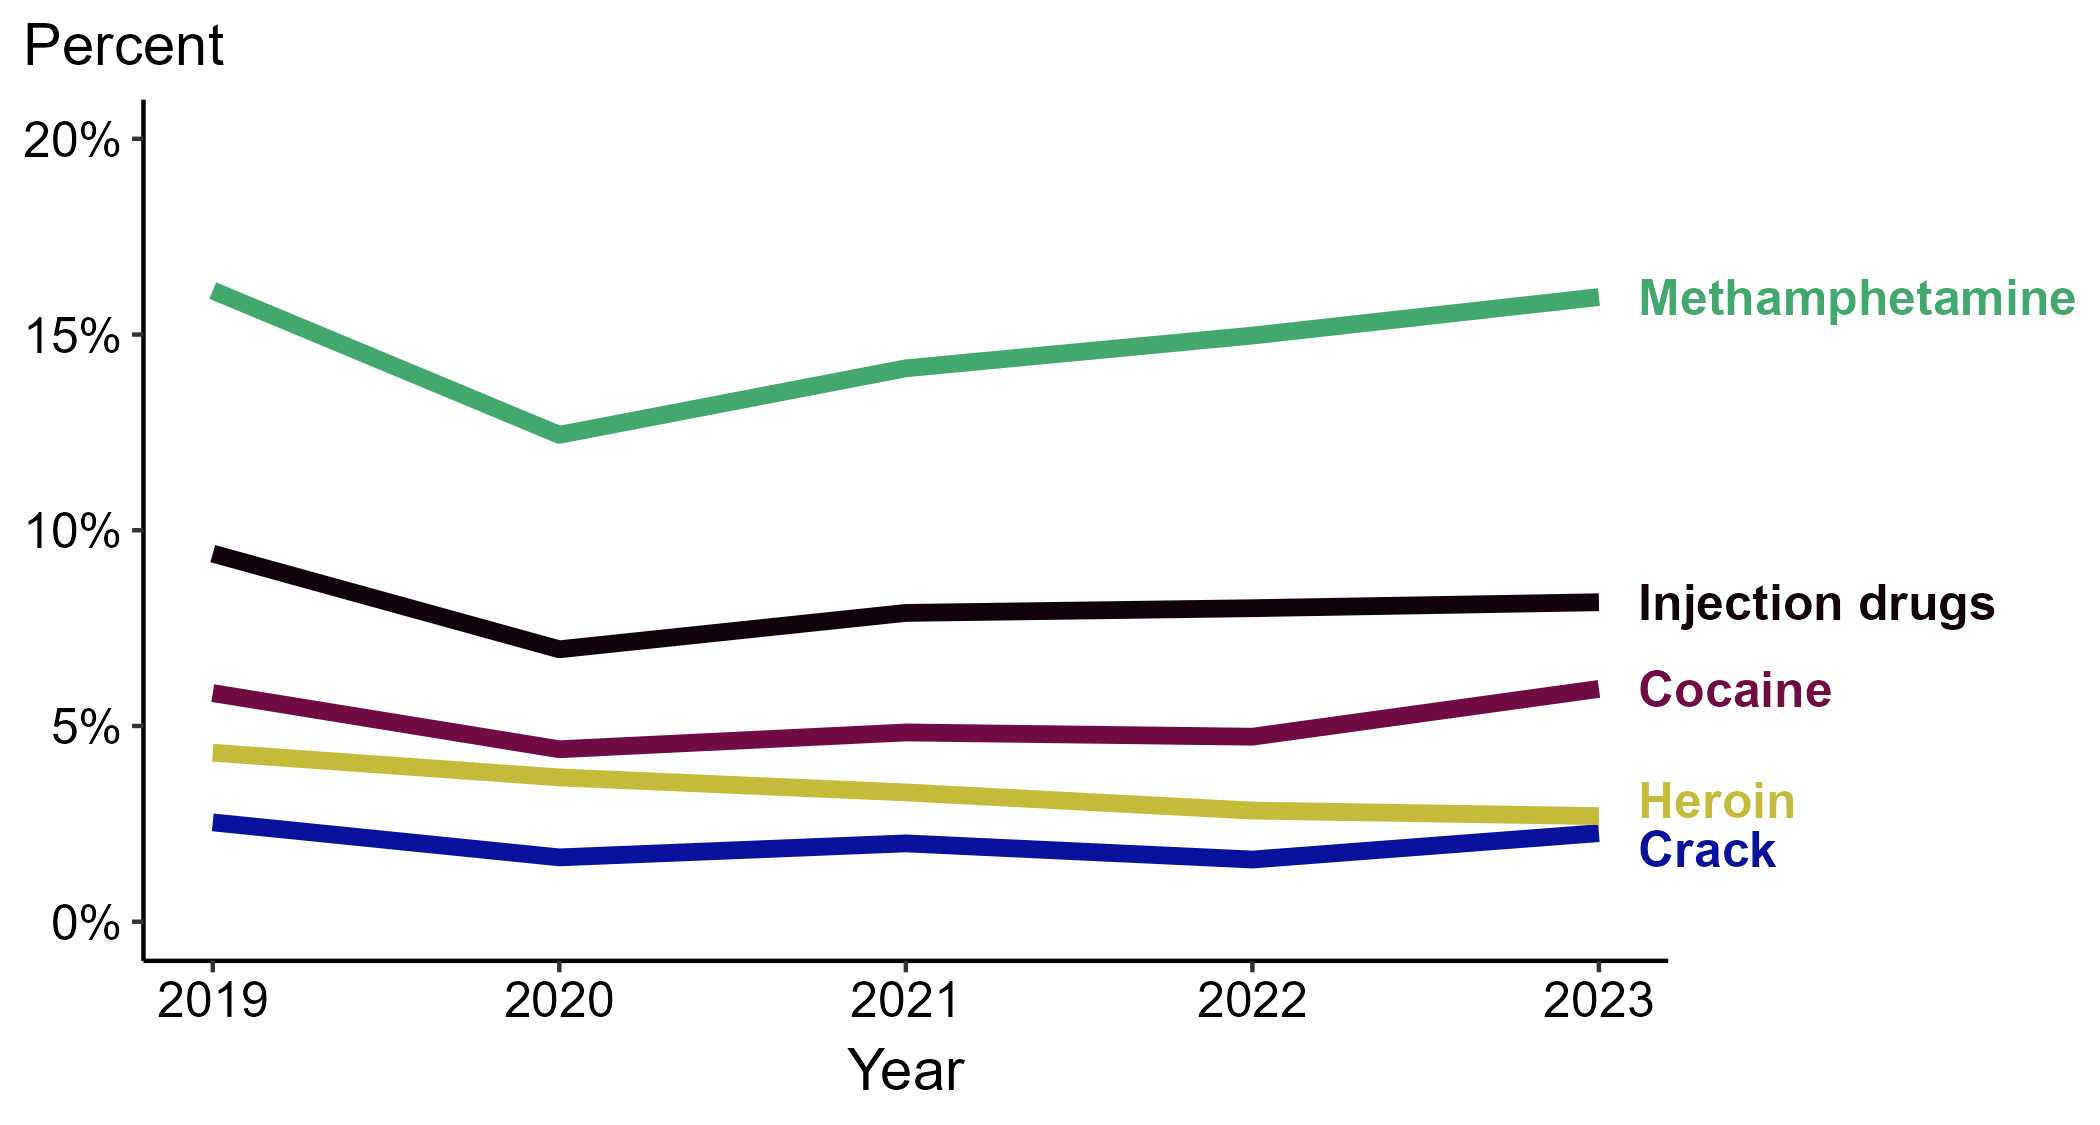 Percent
20%
15%
10%
5%
0%
Methamphetamine
Injection drugs
Cocaine
Heroin
Crack
2019 2020 2021 2022 2023
Year